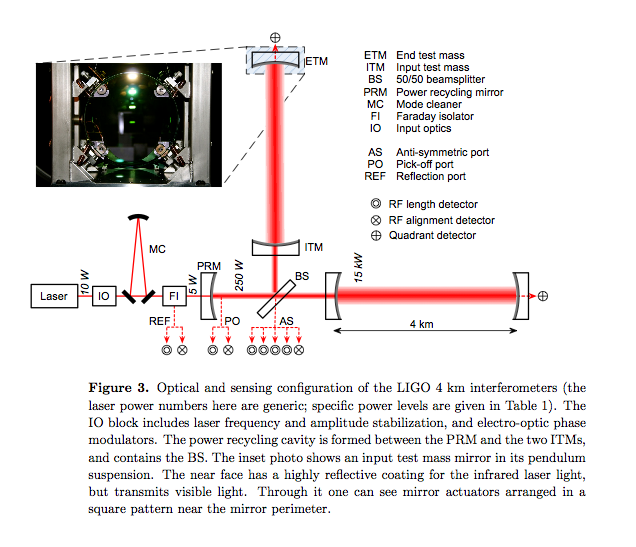 ETM
ETM End test mass
ITM Input test mass
BS 50/50 beamsplitter
PRM Power recycling mirror
MC Mode cleaner
FI Faraday isolator
IO Input optics
AS Anti-symmetric port
PO Pick-off port
REF Reflection port
RF length detector
RF alignment detector
Quadrant detector
MC
ITM
PRM
250 W
BS
15 kW
Laser
10 W
IO
FI
5 W
REF
PO
AS
4 km
Figure 3. Optical and sensing configuration of the LIGO 4 km interferometers (the
laser power numbers here are generic; specific power levels are given in Table 1). The
IO block includes laser frequency and amplitude stabilization, and electro-optic phase
modulators. The power recycling cavity is formed between the PRM and the two ITMs,
and contains the BS. The inset photo shows an input test mass mirror in its pendulum
suspension. The near face has a highly reflective coating for the infrared laser light,
but transmits visible light. Through it one can see mirror actuators arranged in a
square pattern near the mirror perimeter.